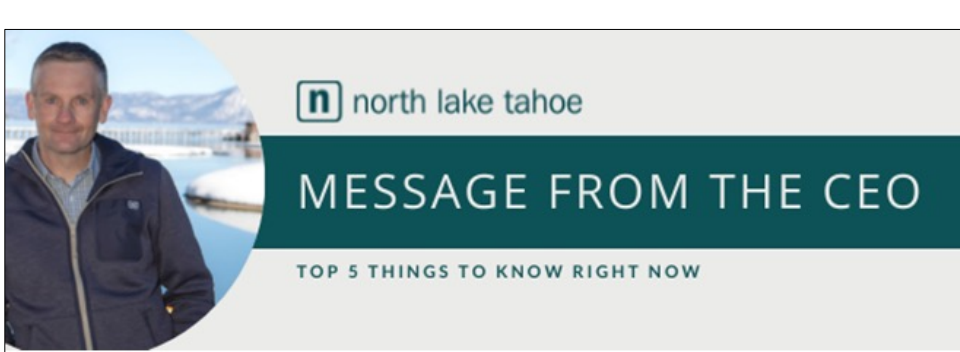 n north lake tahoe
MESSAGE FROM THE CEO
TOP 5 THINGS TO KNOW RIGHT NOW